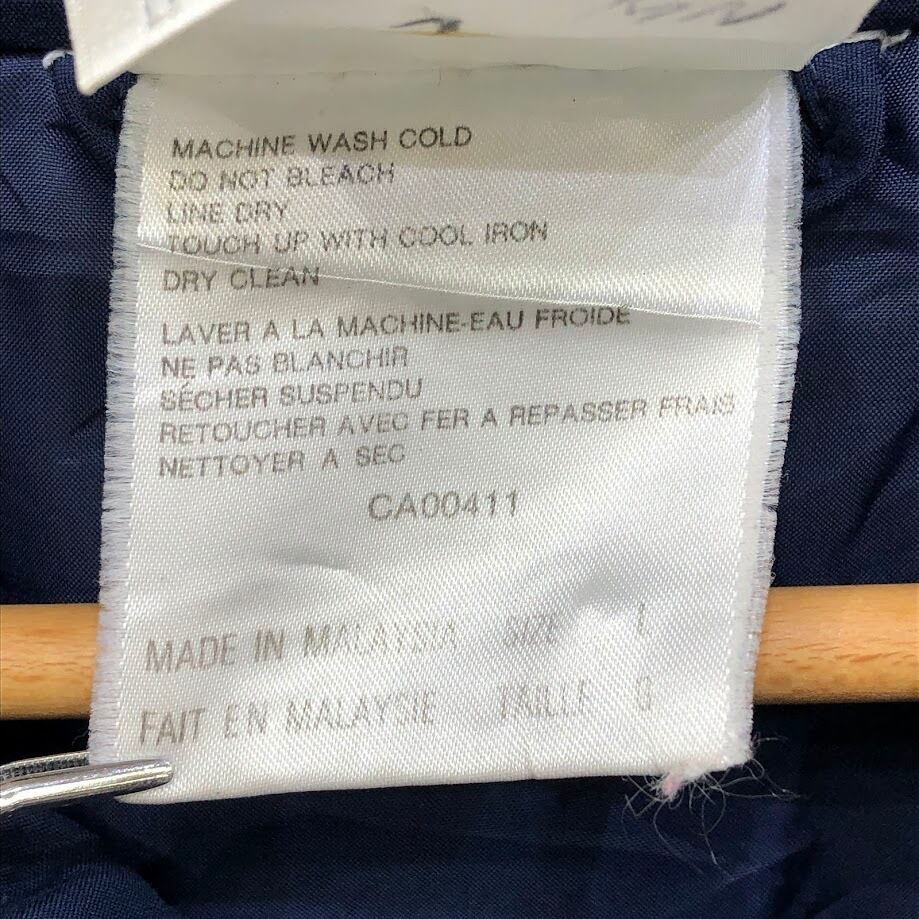 MACHINE WASH COLD
DO NOT BLEACH
LINE DRY
TOUCH UP WITH COOL IRON
DRY CLEAN
LAVER A LA MACHINE-EAU FROIDE
NE PAS BLANCHIR
SÉCHER SUSPENDU
RETOUCHER AVEC FER A REPASSER FRAIS
NETTOYER A SEC
CA00411
MADE IN MALAYSIA SIZE L
FAIT EN MALAYSIE TAILLE G